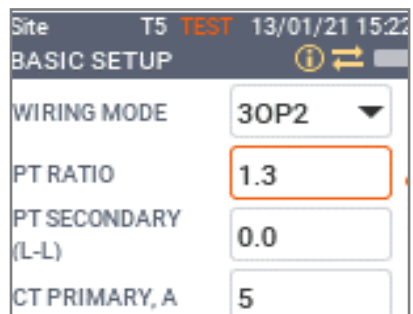 Site T5 TEST 13/01/21 15:22
BASIC SETUP
WIRING MODE 3OP2
PT RATIO 1.3
PT SECONDARY
(L-L) 0.0
CT PRIMARY, A 5